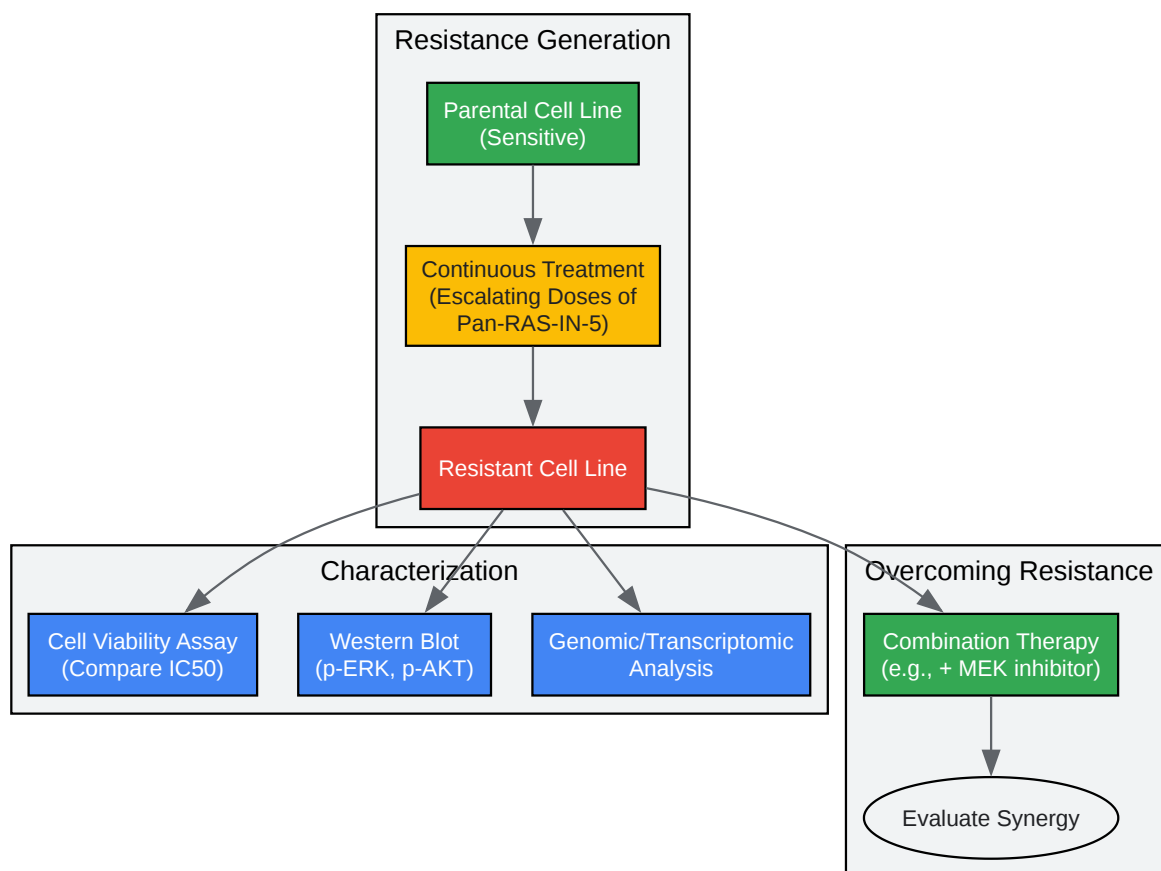 Resistance Generation
Parental Cell Line
(Sensitive)
Continuous Treatment
(Escalating Doses of
Pan-RAS-IN-5)
Resistant Cell Line
Characterization
Cell Viability Assay
(Compare IC50)
Western Blot
(p-ERK, p-AKT)
Genomic/Transcriptomic
Analysis
Overcoming Resistance
Combination Therapy
(e.g., + MEK inhibitor)
Evaluate Synergy